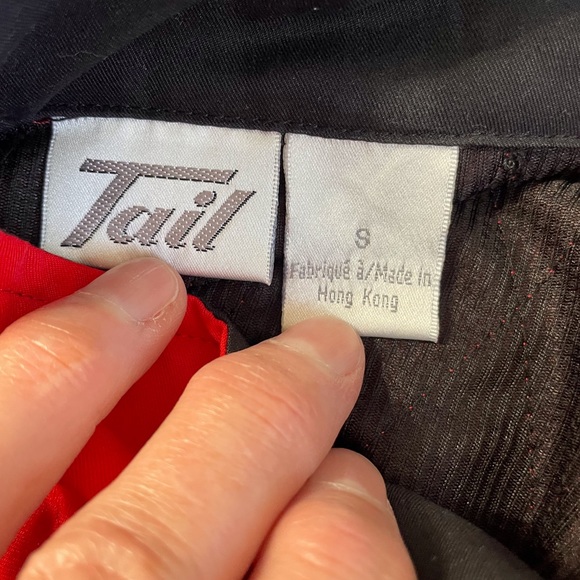 Tail
S
Fabriqué à/Made in
Hong Kong